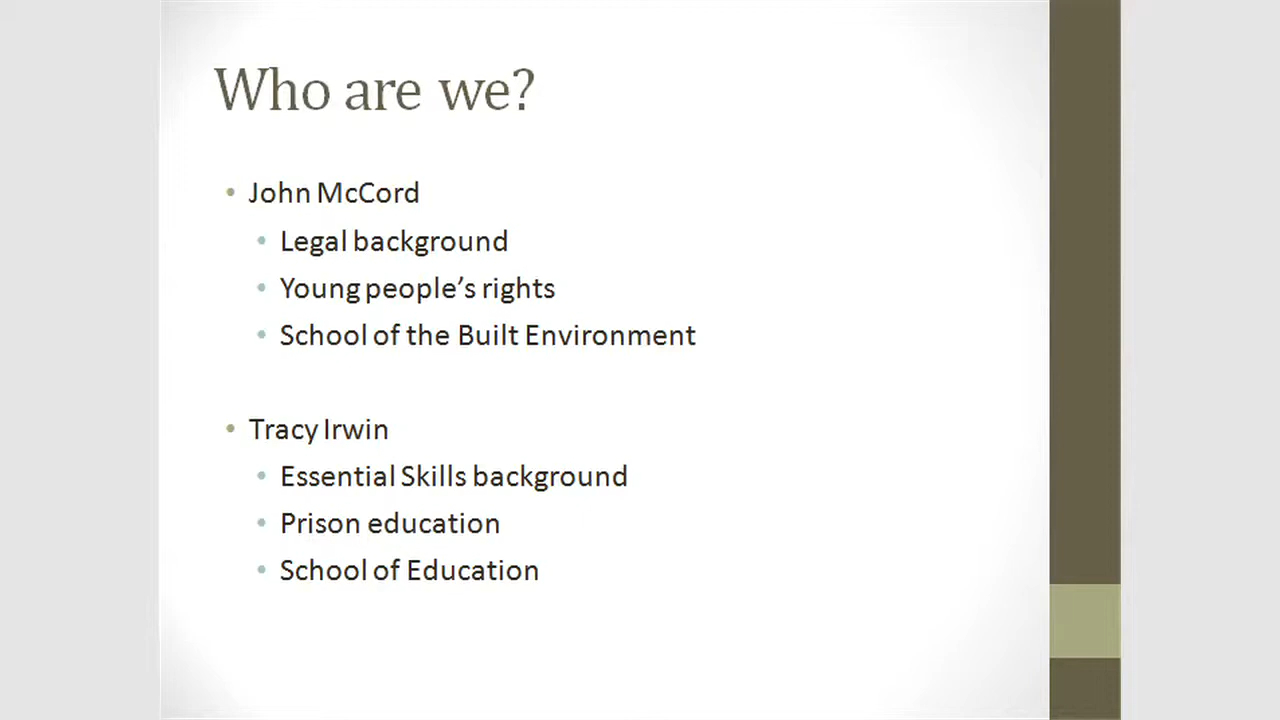 Who are we?
• John McCord
• Legal background
• Young people’s rights
• School of the Built Environment
• Tracy Irwin
• Essential Skills background
• Prison education
• School of Education